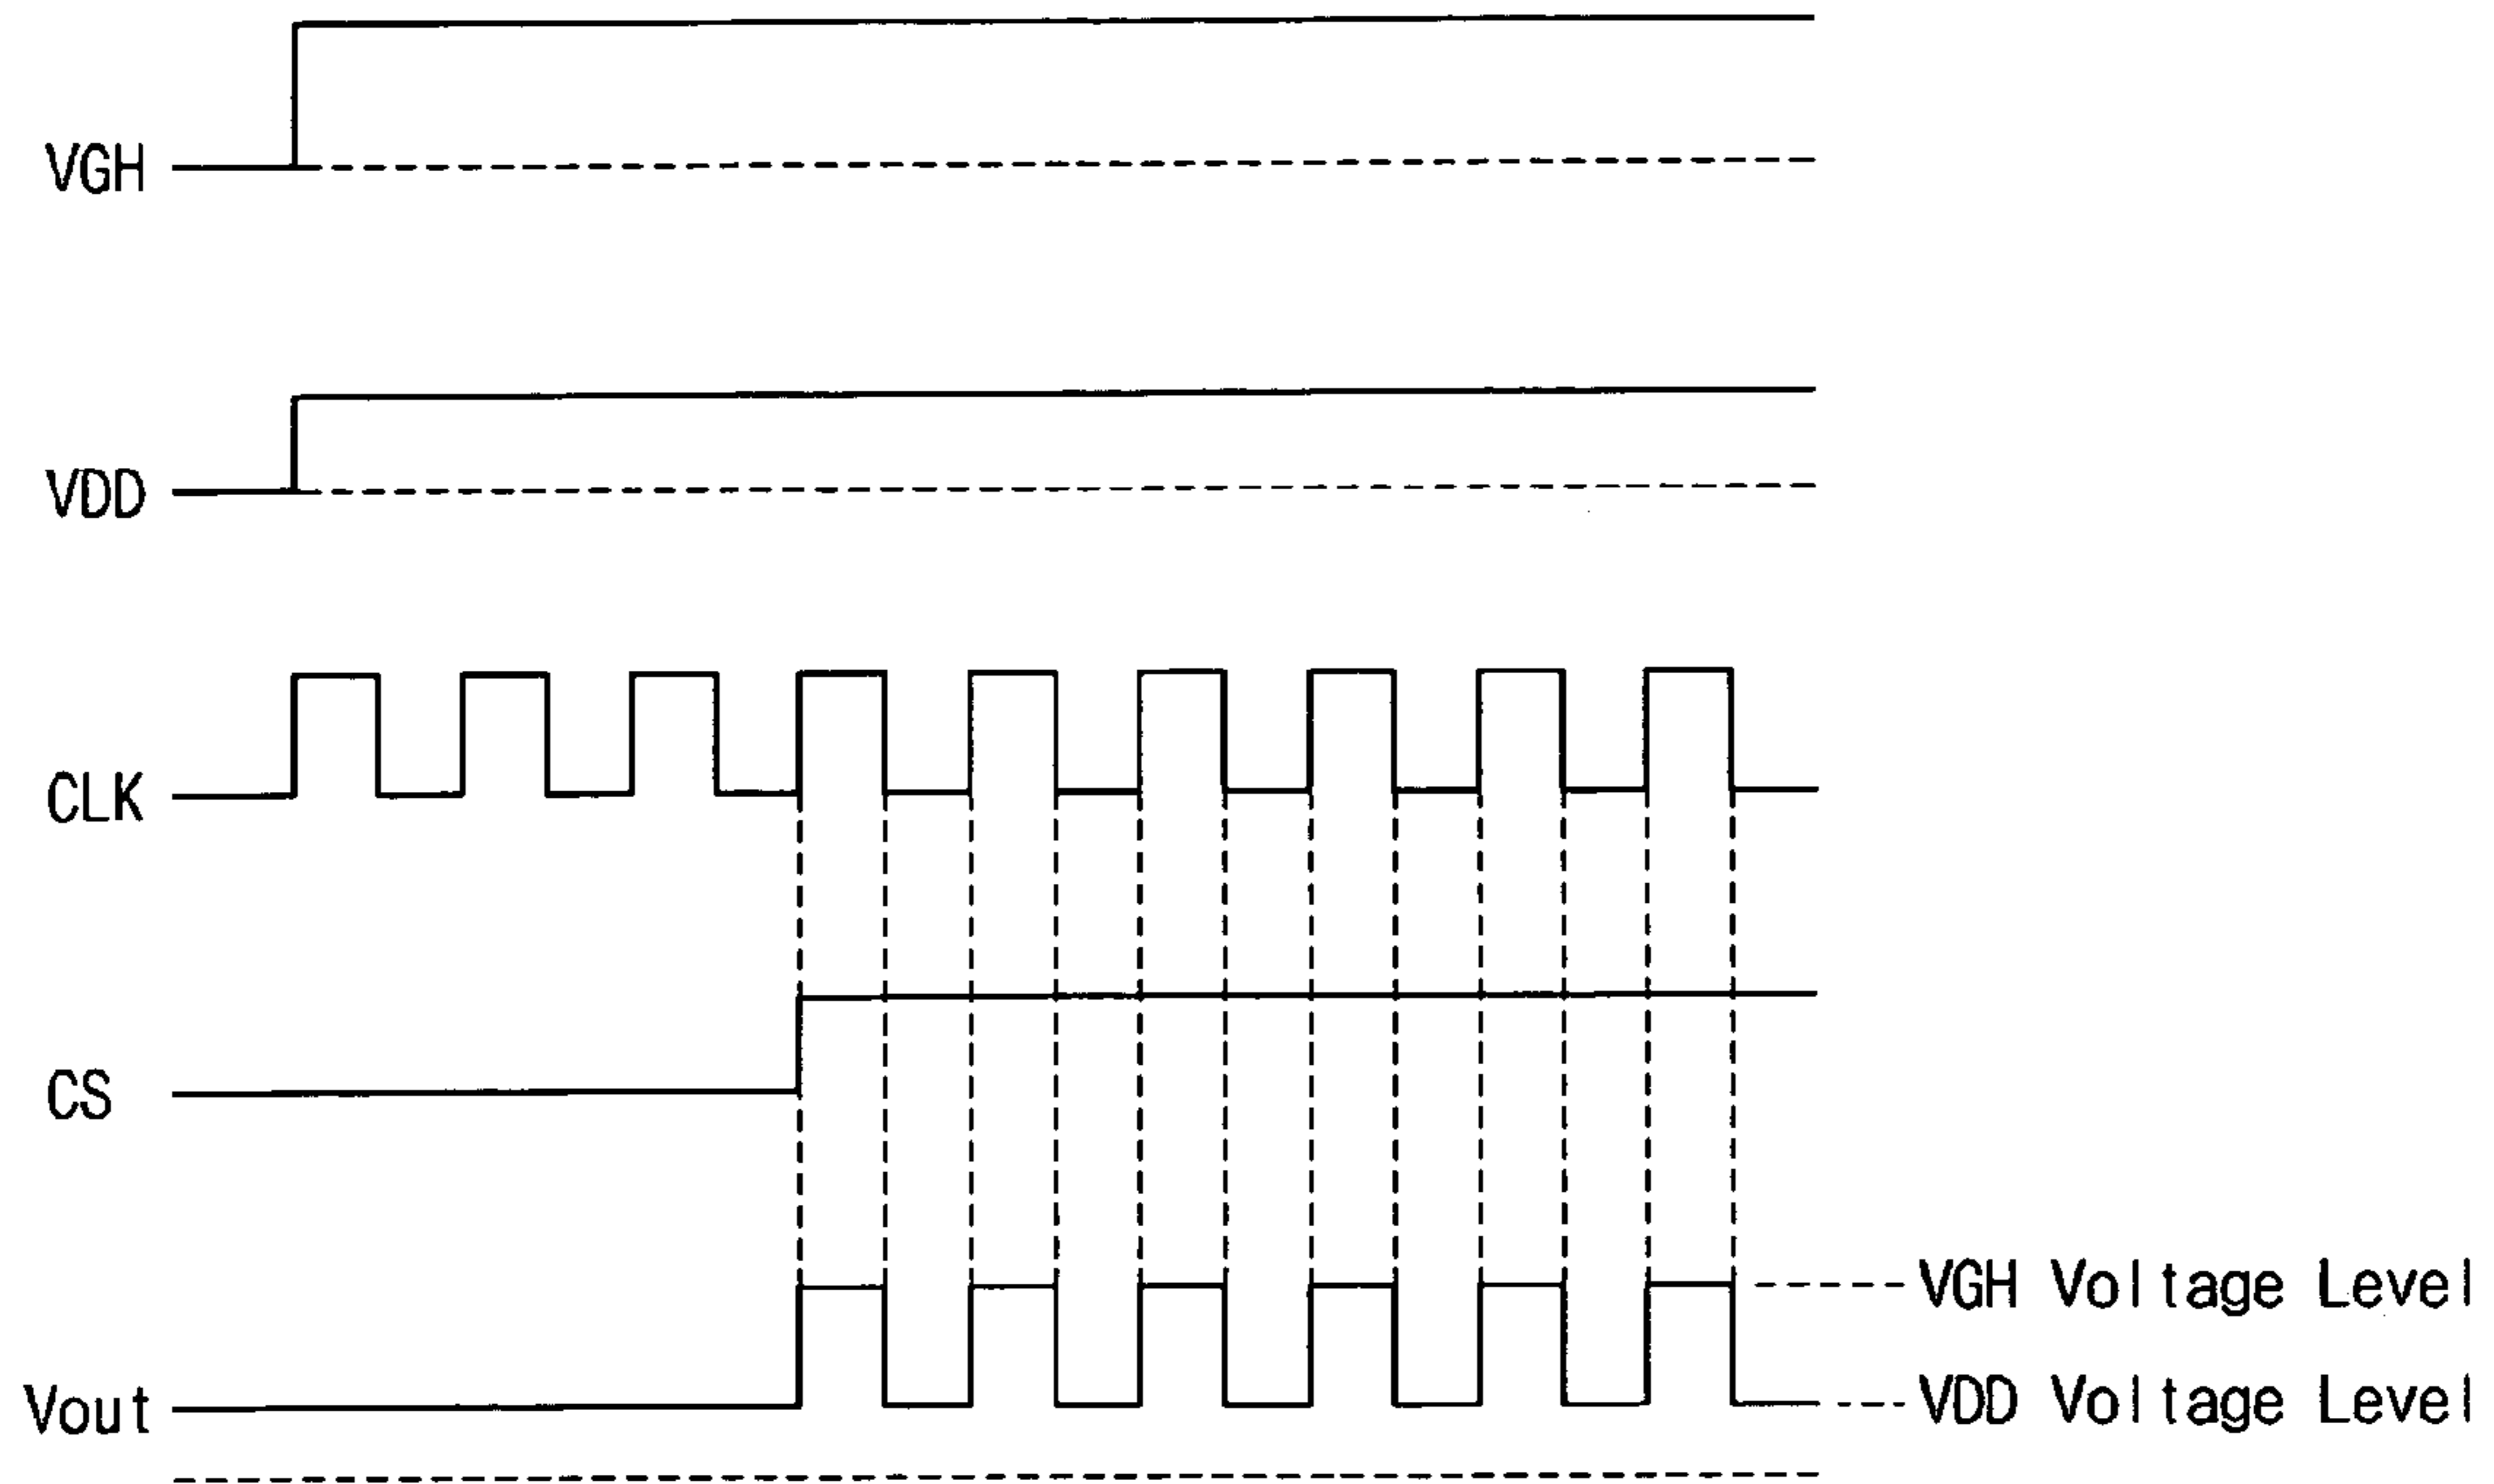 VGH
VDD
CLK
CS
VGH Voltage Level
Vout
VDD Voltage Level